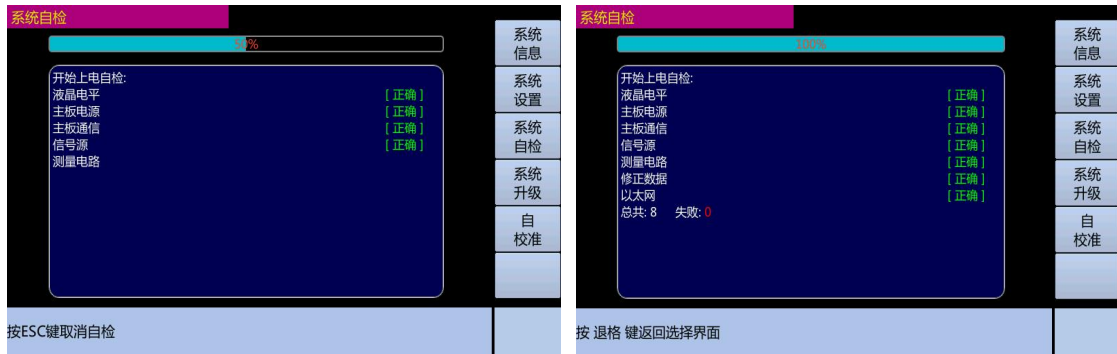 系统自检
50%
开始上电自检:
液晶电平 [ 正确 ]
主板电源 [ 正确 ]
主板通信 [ 正确 ]
信号源 [ 正确 ]
测量电路
系统
信息
系统
设置
系统
自检
系统
升级
自
校准
按ESC键取消自检
系统自检
100%
开始上电自检:
液晶电平 [ 正确 ]
主板电源 [ 正确 ]
主板通信 [ 正确 ]
信号源 [ 正确 ]
测量电路 [ 正确 ]
修正数据 [ 正确 ]
以太网 [ 正确 ]
总共: 8 失败: 0
系统
信息
系统
设置
系统
自检
系统
升级
自
校准
按 退格 键返回选择界面